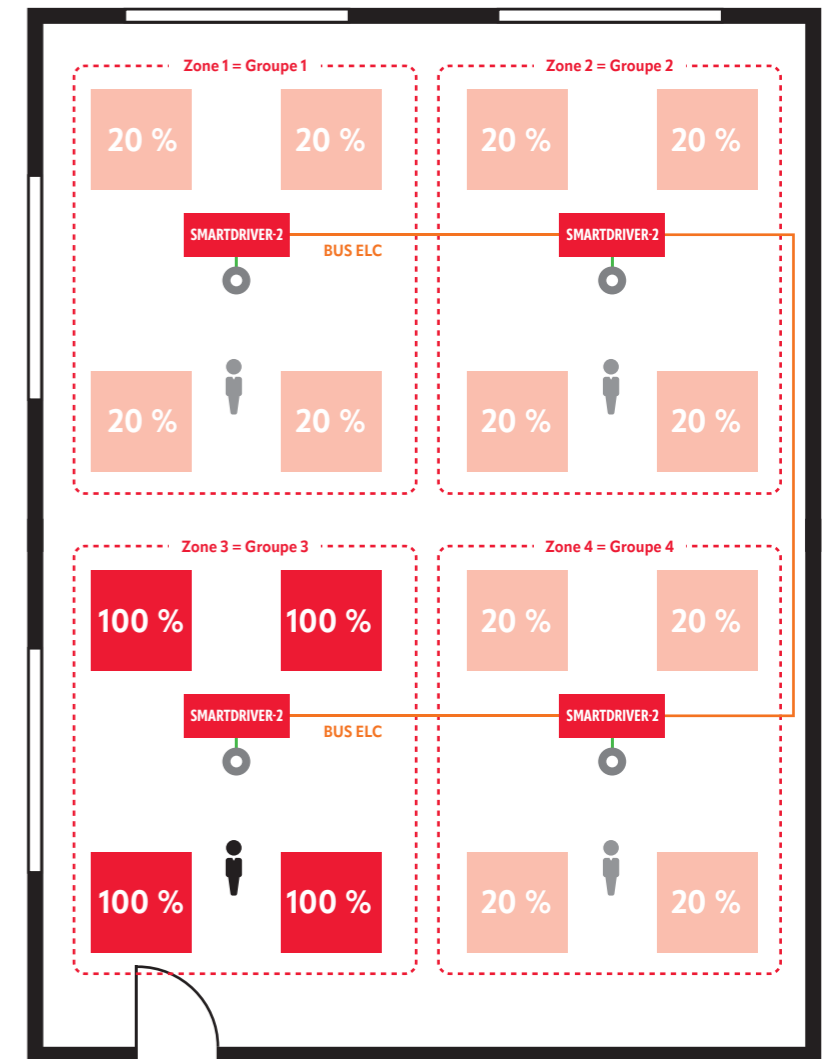 Zone 1 = Groupe 1
Zone 2 = Groupe 2
20 %
20 %
20 %
20 %
SMARTDRIVER-2
BUS ELC
SMARTDRIVER-2
20 %
20 %
20 %
20 %
Zone 3 = Groupe 3
Zone 4 = Groupe 4
100 %
100 %
20 %
20 %
SMARTDRIVER-2
BUS ELC
SMARTDRIVER-2
100 %
100 %
20 %
20 %